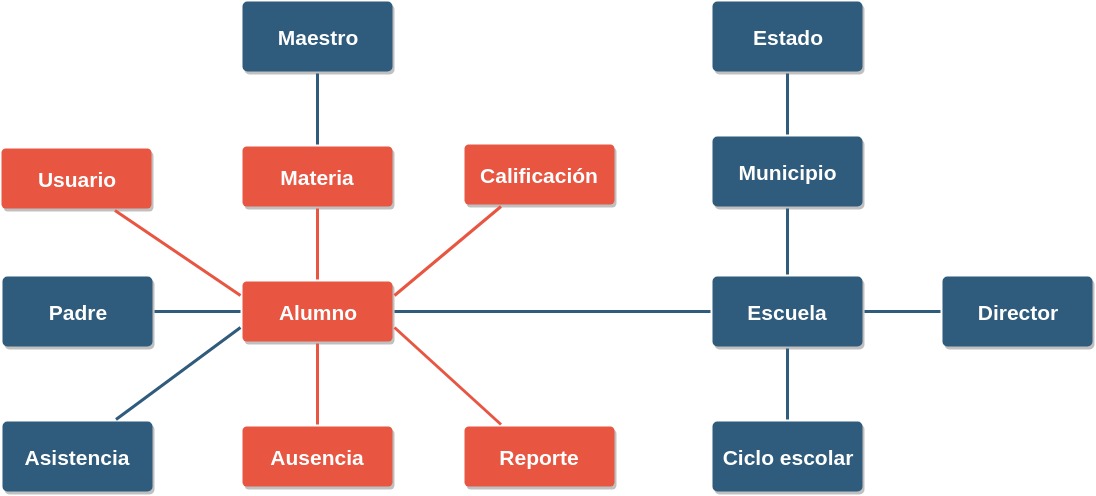 Maestro
Estado
Usuario
Materia
Calificación
Municipio
Padre
Alumno
Escuela
Director
Asistencia
Ausencia
Reporte
Ciclo escolar